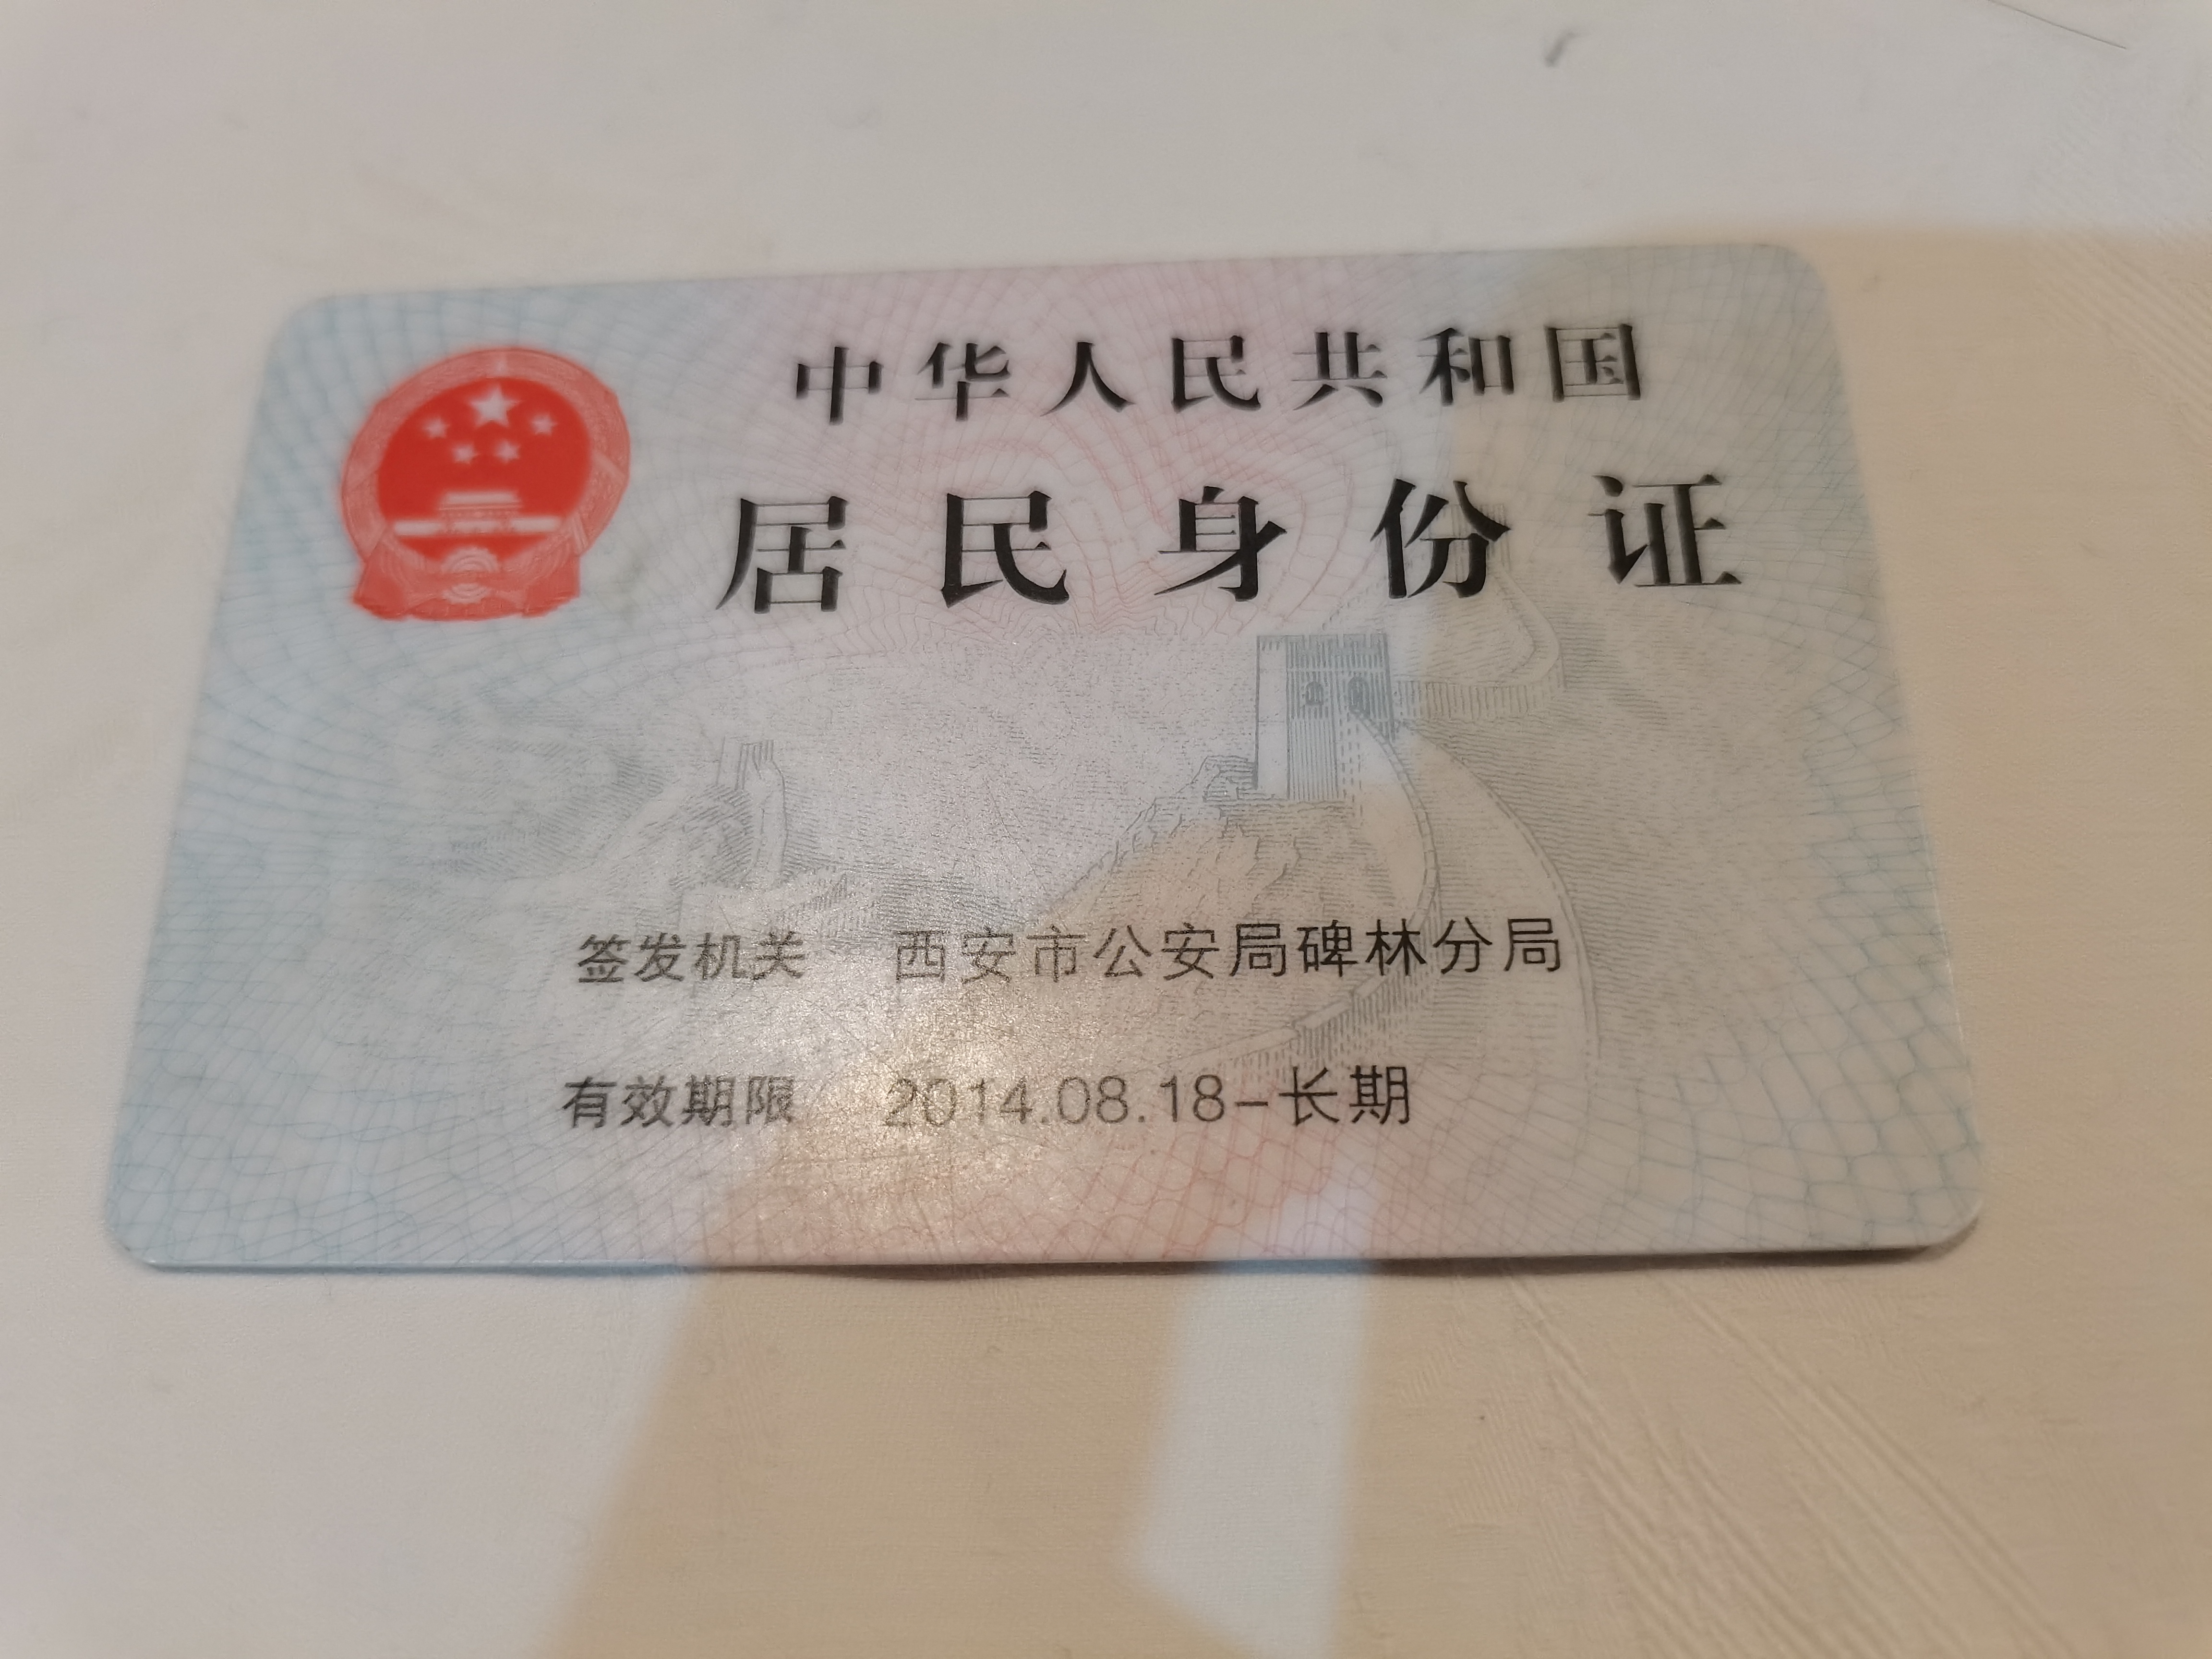 中华人民共和国
居民身份证
签发机关 西安市公安局碑林分局
有效期限 2014.08.18-长期